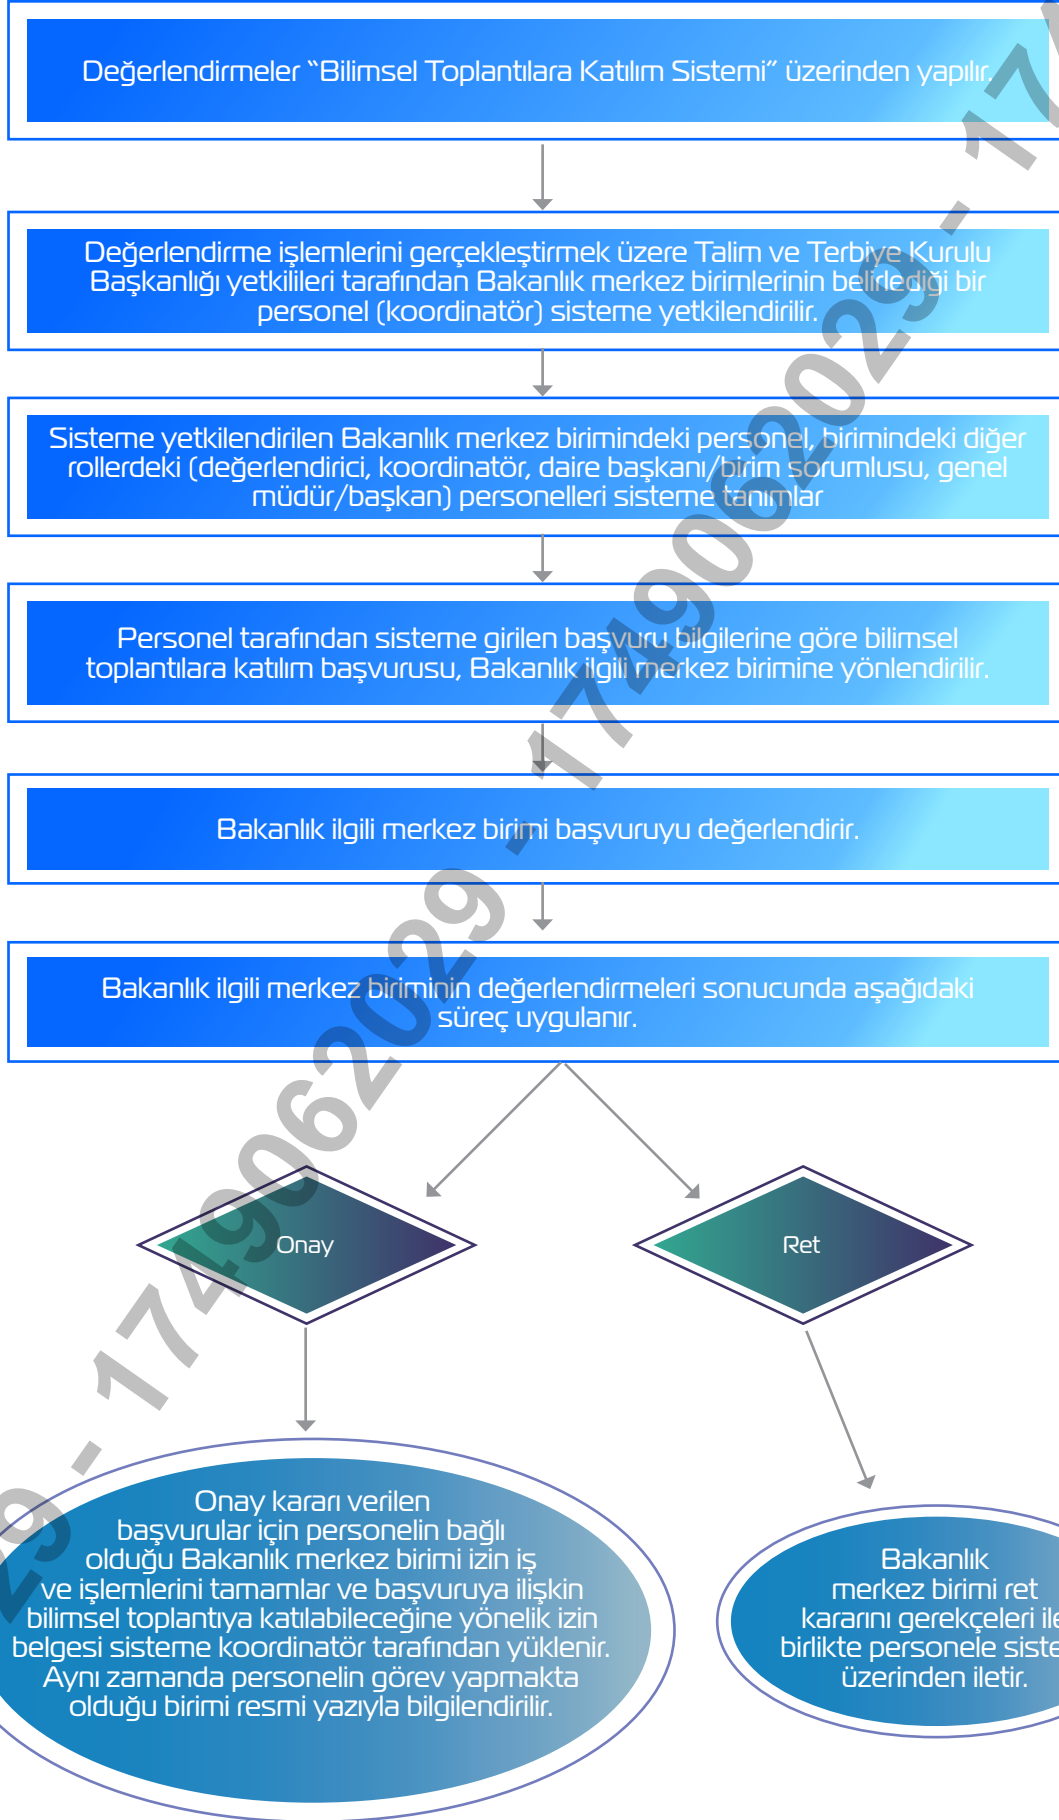 Değerlendirmeler “Bilimsel Toplantılara Katılım Sistemi” üzerinden yapılır.
Değerlendirme işlemlerini gerçekleştirmek üzere Talim ve Terbiye Kurulu
Başkanlığı yetkilileri tarafından Bakanlık merkez birimlerinin belirlediği bir
personel (koordinatör) sisteme yetkilendirilir.
Sisteme yetkilendirilen Bakanlık merkez birimindeki personel, birimindeki diğer
rollerdeki (değerlendirici, koordinatör, daire başkanı/birim sorumlusu, genel
müdür/başkan) personelleri sisteme tanımlar
Personel tarafından sisteme girilen başvuru bilgilerine göre bilimsel
toplantılara katılım başvurusu, Bakanlık ilgili merkez birimine yönlendirilir.
Bakanlık ilgili merkez birimi başvuruyu değerlendirir.
Bakanlık ilgili merkez biriminin değerlendirmeleri sonucunda aşağıdaki
süreç uygulanır.
Onay
Ret
Onay kararı verilen
başvurular için personelin bağlı
olduğu Bakanlık merkez birimi izin iş
ve işlemlerini tamamlar ve başvuruya ilişkin
bilimsel toplantıya katılabileceğine yönelik izin
belgesi sisteme koordinatör tarafından yüklenir.
Aynı zamanda personelin görev yapmakta
olduğu birimi resmi yazıyla bilgilendirilir.
Bakanlık
merkez birimi ret
kararını gerekçeleri ile
birlikte personele siste
üzerinden iletir.
29 - 1749062029 - 1749062029 - 174